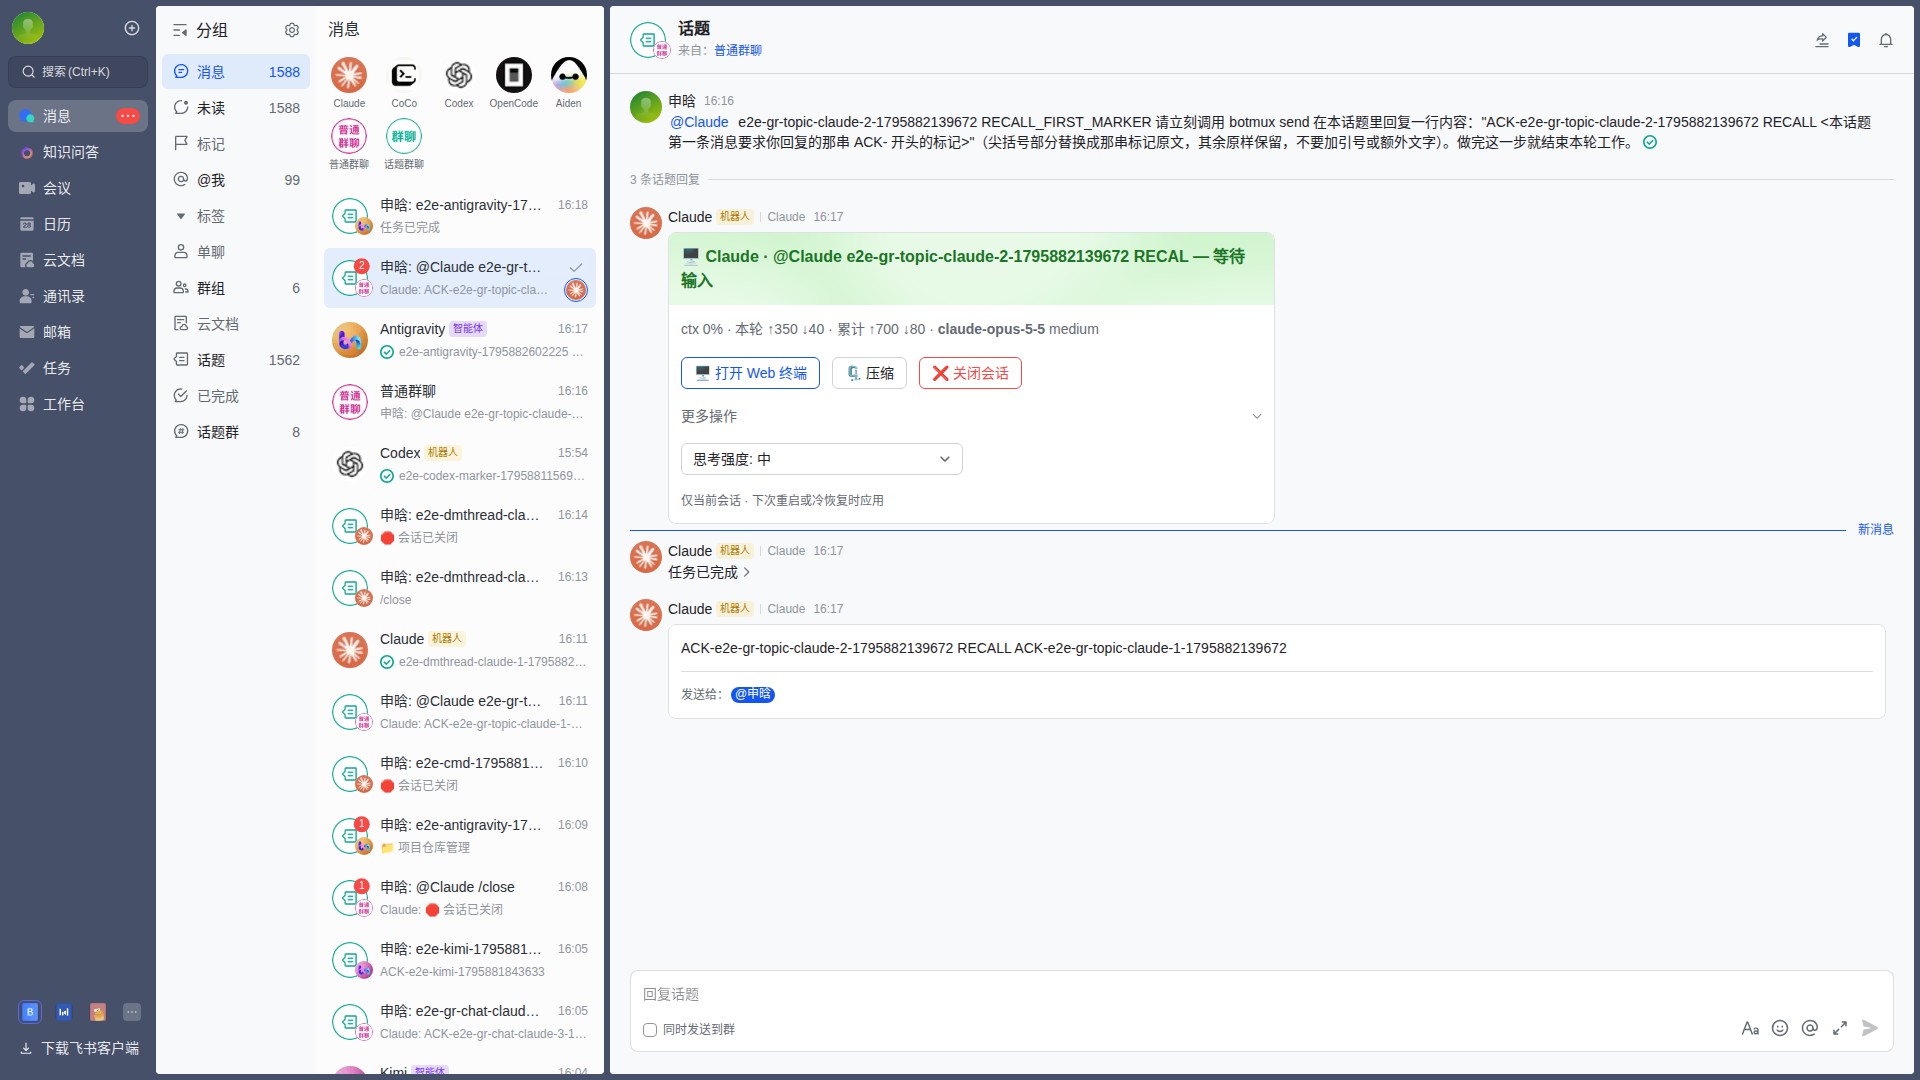 搜索 (Ctrl+K)
消息
知识问答
会议
日历
云文档
通讯录
邮箱
任务
工作台
下载飞书客户端
分组
消息 1588
未读 1588
标记
@我 99
标签
单聊
群组 6
云文档
话题 1562
已完成
话题群 8
消息
Claude CoCo Codex OpenCode Aiden
普通群聊 群聊
普通群聊 话题群聊
申晗: e2e-antigravity-17… 16:18
任务已完成
2 申晗: @Claude e2e-gr-t…
Claude: ACK-e2e-gr-topic-cla…
Antigravity 智能体 16:17
e2e-antigravity-1795882602225 …
普通群聊 普通群聊 16:16
申晗: @Claude e2e-gr-topic-claude-…
Codex 机器人 15:54
e2e-codex-marker-17958811569…
申晗: e2e-dmthread-cla… 16:14
会话已关闭
申晗: e2e-dmthread-cla… 16:13
/close
Claude 机器人 16:11
e2e-dmthread-claude-1-1795882…
申晗: @Claude e2e-gr-t… 16:11
Claude: ACK-e2e-gr-topic-claude-1-…
申晗: e2e-cmd-1795881… 16:10
会话已关闭
1 申晗: e2e-antigravity-17… 16:09
📁 项目仓库管理
1 申晗: @Claude /close 16:08
Claude: 🛑 会话已关闭
申晗: e2e-kimi-1795881… 16:05
ACK-e2e-kimi-1795881843633
申晗: e2e-gr-chat-claud… 16:05
Claude: ACK-e2e-gr-chat-claude-3-1…
Kimi 智能体 16:04
话题
来自：普通群聊
申晗 16:16
@Claude e2e-gr-topic-claude-2-1795882139672 RECALL_FIRST_MARKER 请立刻调用 botmux send 在本话题里回复一行内容："ACK-e2e-gr-topic-claude-2-1795882139672 RECALL <本话题
第一条消息要求你回复的那串 ACK- 开头的标记>"（尖括号部分替换成那串标记原文，其余原样保留，不要加引号或额外文字）。做完这一步就结束本轮工作。
3 条话题回复
Claude 机器人 Claude 16:17
Claude · @Claude e2e-gr-topic-claude-2-1795882139672 RECAL — 等待
输入
ctx 0% · 本轮 ↑350 ↓40 · 累计 ↑700 ↓80 · claude-opus-5-5 medium
打开 Web 终端 压缩 关闭会话
更多操作
思考强度: 中
仅当前会话 · 下次重启或冷恢复时应用
新消息
Claude 机器人 Claude 16:17
任务已完成
Claude 机器人 Claude 16:17
ACK-e2e-gr-topic-claude-2-1795882139672 RECALL ACK-e2e-gr-topic-claude-1-1795882139672
发送给：@申晗
回复话题
同时发送到群
Aa